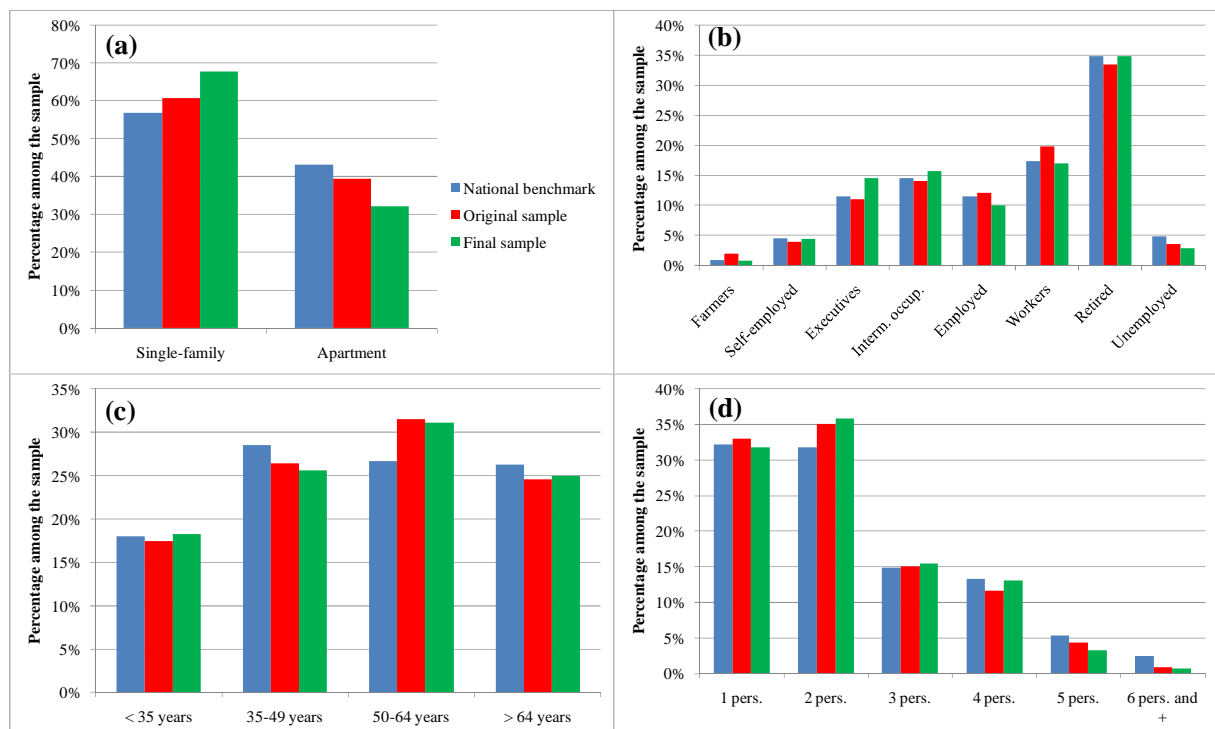 (a)
Percentage among the sample
80%
70%
60%
50%
40%
30%
20%
10%
0%
Single-family
Apartment
National benchmark
Original sample
Final sample
(b)
Percentage among the sample
40%
35%
30%
25%
20%
15%
10%
5%
0%
Farmers
Self-employed
Executives
Interm. occup.
Employed
Workers
Retired
Unemployed
(c)
Percentage among the sample
35%
30%
25%
20%
15%
10%
5%
0%
< 35 years
35-49 years
50-64 years
> 64 years
(d)
Percentage among the sample
40%
35%
30%
25%
20%
15%
10%
5%
0%
1 pers.
2 pers.
3 pers.
4 pers.
5 pers.
6 pers. and
+